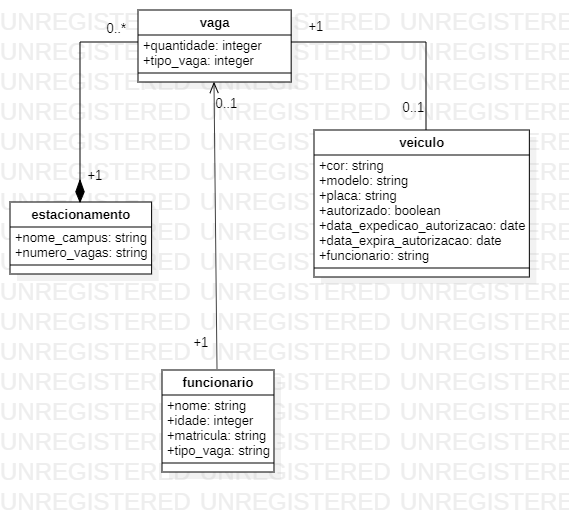 vaga
+quantidade: integer
+tipo_vaga: integer
0..*
+1
0..1
0..1
veiculo
+cor: string
+modelo: string
+placa: string
+autorizado: boolean
+data_expedicao_autorizacao: date
+data_expira_autorizacao: date
+funcionario: string
+1
estacionamento
+nome_campus: string
+numero_vagas: string
+1
funcionario
+nome: string
+idade: integer
+matricula: string
+tipo_vaga: string
UNREGISTERED UNREGISTERED UNREGISTERED